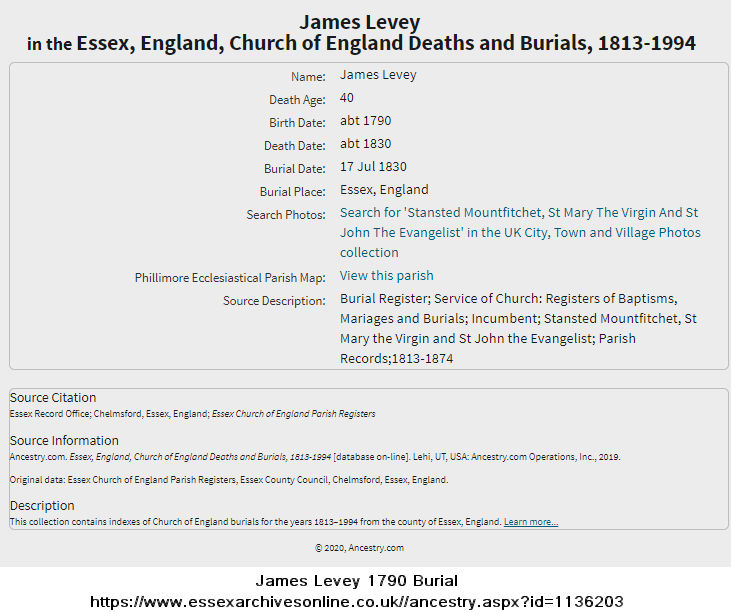 James Levey
in the Essex, England, Church of England Deaths and Burials, 1813-1994
Name: James Levey
Death Age: 40
Birth Date: abt 1790
Death Date: abt 1830
Burial Date: 17 Jul 1830
Burial Place: Essex, England
Search Photos: Search for 'Stansted Mountfitchet, St Mary The Virgin And St
John The Evangelist' in the UK City, Town and Village Photos
collection
Phillimore Ecclesiastical Parish Map: View this parish
Source Description: Burial Register; Service of Church: Registers of Baptisms,
Mariages and Burials; Incumbent; Stansted Mountfitchet, St
Mary the Virgin and St John the Evangelist; Parish
Records;1813-1874
Source Citation
Essex Record Office; Chelmsford, Essex, England; Essex Church of England Parish Registers
Source Information
Ancestry.com. Essex, England, Church of England Deaths and Burials, 1813-1994 [database on-line]. Lehi, UT, USA: Ancestry.com Operations, Inc., 2019.
Original data: Essex Church of England Parish Registers, Essex County Council, Chelmsford, Essex, England.
Description
This collection contains indexes of Church of England burials for the years 1813–1994 from the county of Essex, England. Learn more...
© 2020, Ancestry.com
James Levey 1790 Burial
https://www.essexarchivesonline.co.uk//ancestry.aspx?id=1136203